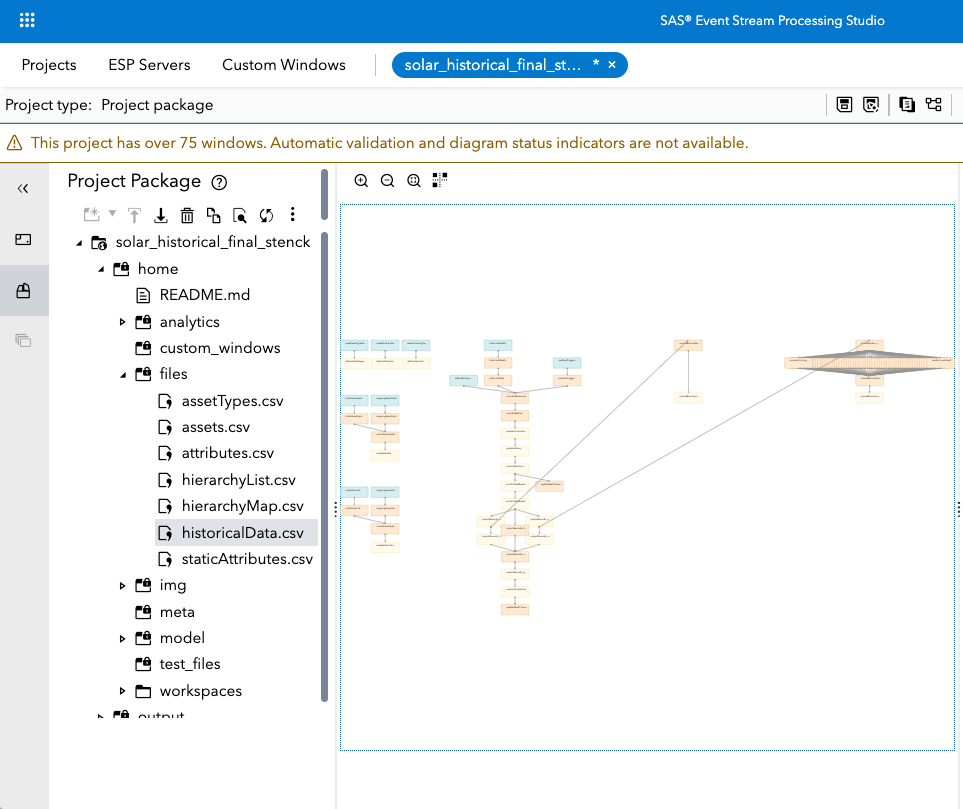 SAS® Event Stream Processing Studio
Projects ESP Servers Custom Windows solar_historical_final_st... * ×
Project type: Project package
This project has over 75 windows. Automatic validation and diagram status indicators are not available.
Project Package
solar_historical_final_stenck
home
README.md
analytics
custom_windows
files
assetTypes.csv
assets.csv
attributes.csv
hierarchyList.csv
hierarchyMap.csv
historicalData.csv
staticAttributes.csv
img
meta
model
test_files
workspaces
output